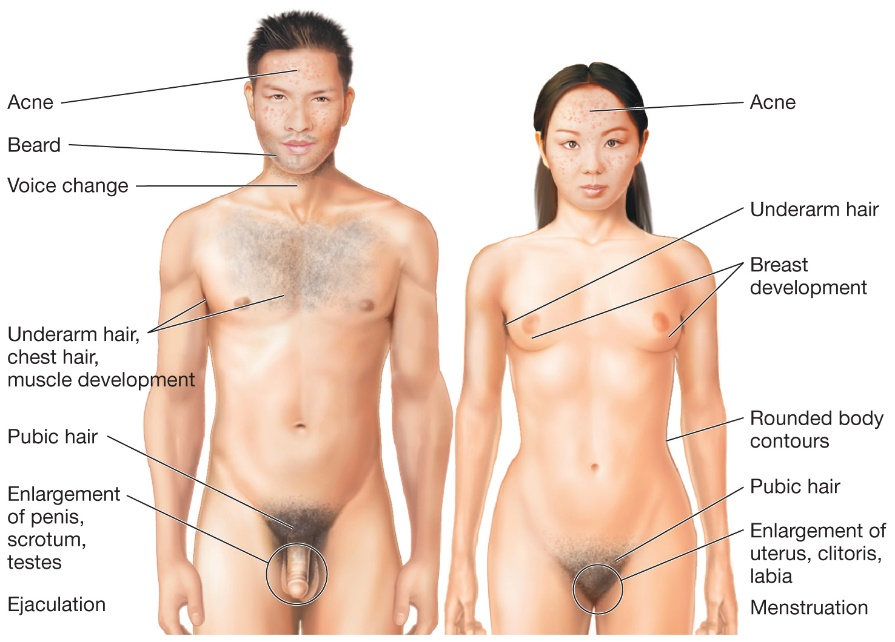 Acne
Beard
Voice change
Underarm hair,
chest hair,
muscle development
Pubic hair
Enlargement
of penis,
scrotum,
testes
Ejaculation
Acne
Underarm hair
Breast
development
Rounded body
contours
Pubic hair
Enlargement of
uterus, clitoris,
labia
Menstruation